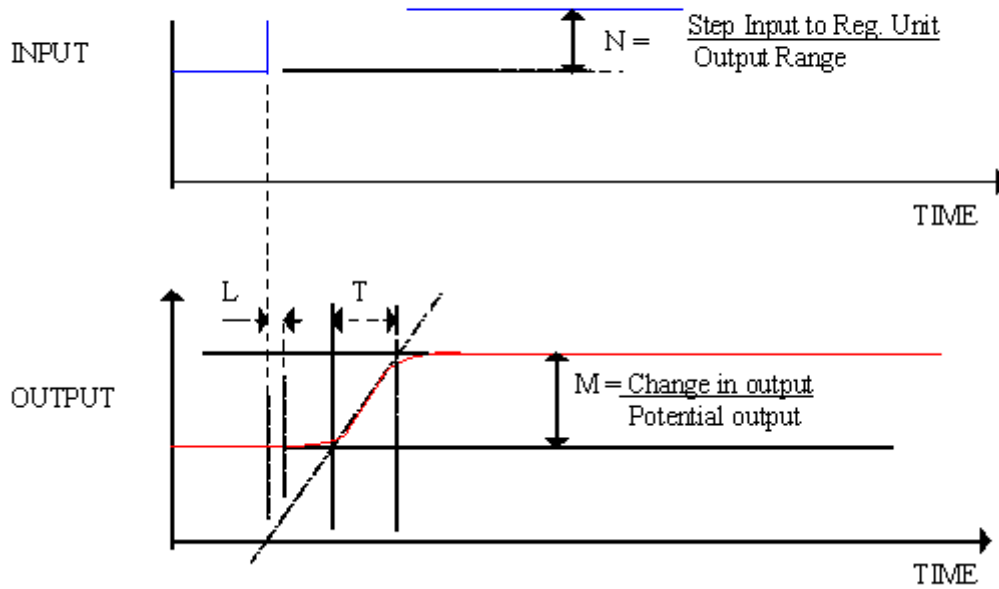 INPUT
N = Step Input to Reg. Unit
Output Range
TIME
L
T
OUTPUT
M = Change in output
Potential output
TIME